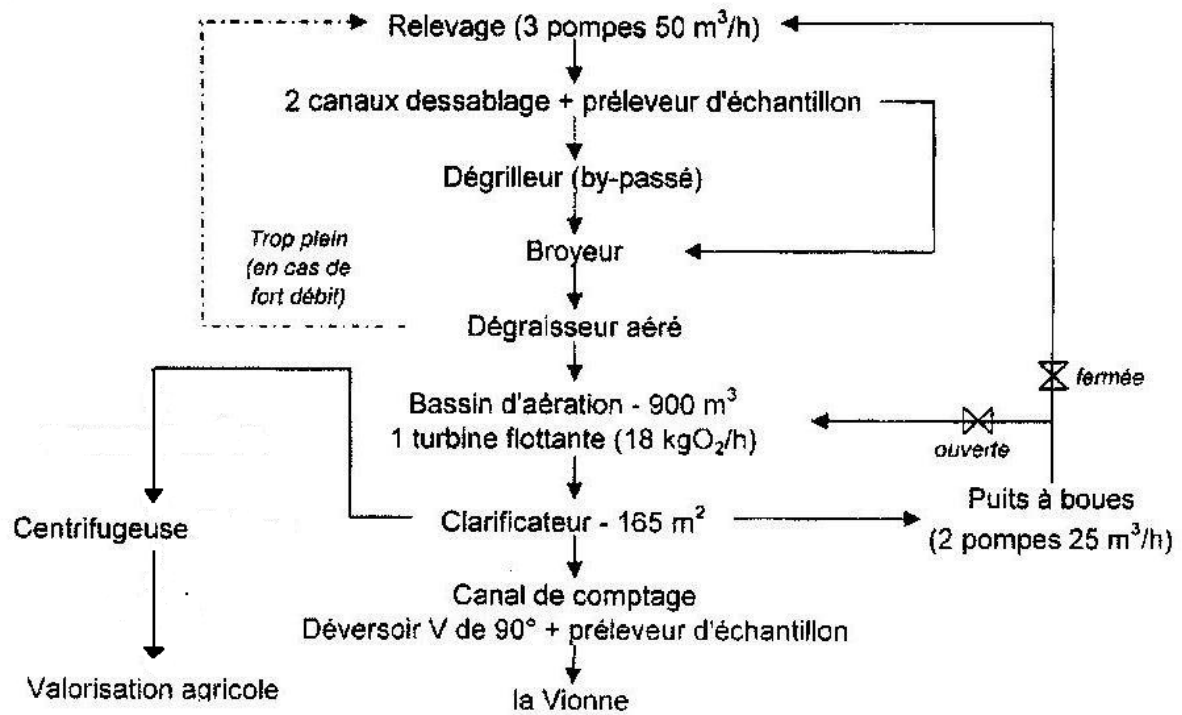 Relevage (3 pompes 50 m³/h)
2 canaux dessablage + préleveur d'échantillon
Dégrilleur (by-passé)
Trop plein
(en cas de
fort débit)
Broyeur
Dégraisseur aéré
fermée
Bassin d'aération - 900 m³
1 turbine flottante (18 kgO₂/h)
ouverte
Puits à boues
(2 pompes 25 m³/h)
Centrifugeuse
Clarificateur - 165 m²
Canal de comptage
Déversoir V de 90° + préleveur d'échantillon
Valorisation agricole
la Vionne